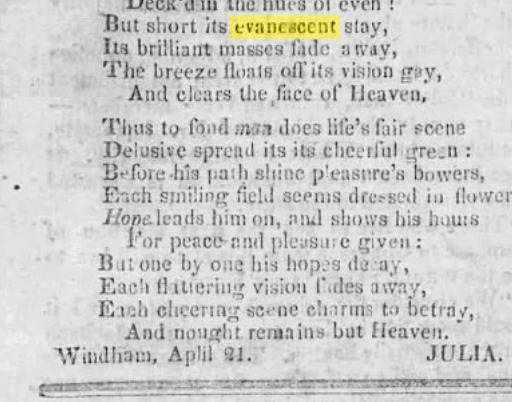 Deck'd in the hues of even !
But short its evanescent stay,
Its brilliant masses fade away,
The breeze floats off its vision gay,
And clears the face of Heaven.
Thus to fond man does life's fair scene
Delusive spread its its cheerful green :
Before his path shine pleasure's bowers,
Each smiling field seems dressed in flower
Hope leads him on, and shows his hours
For peace and pleasure given :
But one by one his hopes decay,
Each flattering vision fades away,
Each cheering scene charms to betray,
And nought remains but Heaven.
Windham, Aplil 21. JULIA.